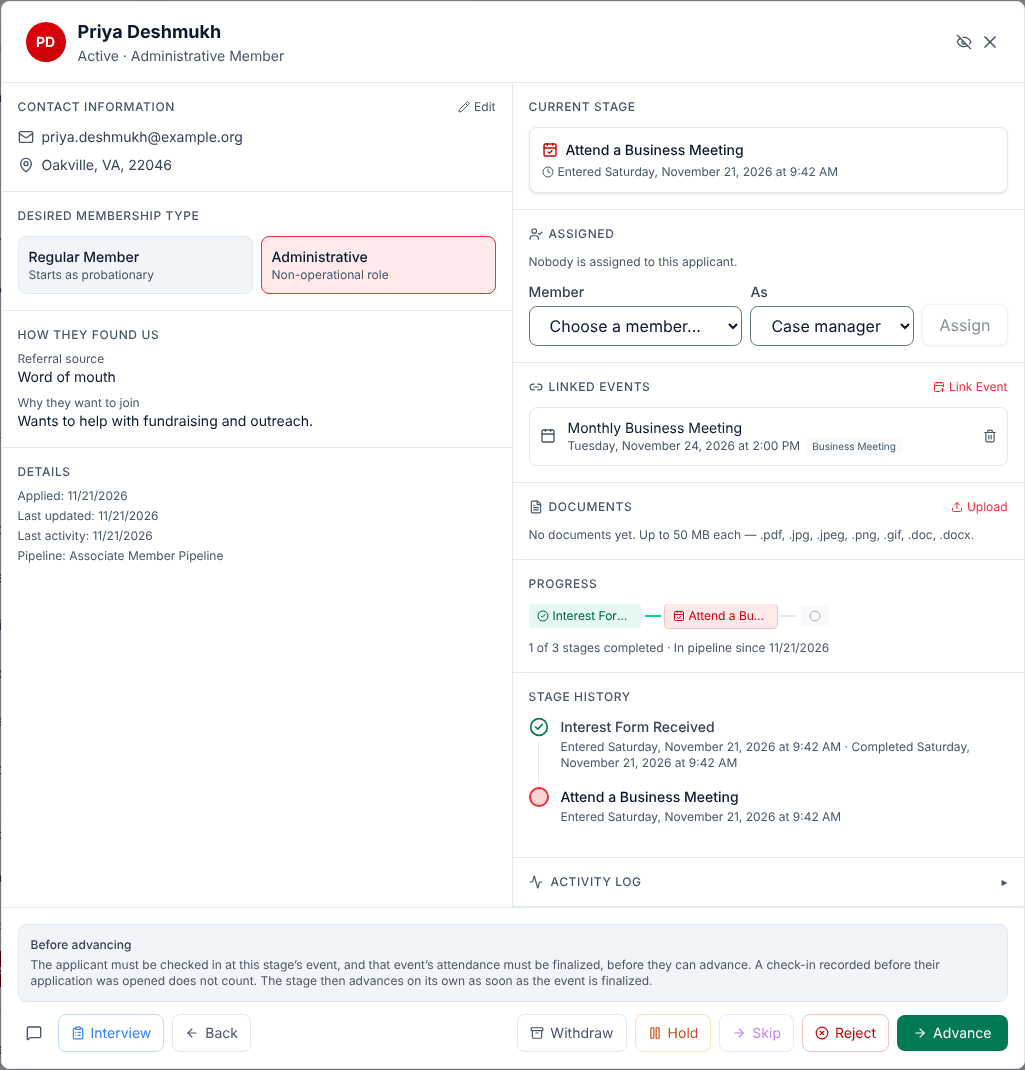 PD
Priya Deshmukh
Active · Administrative Member
CONTACT INFORMATION
Edit
priya.deshmukh@example.org
Oakville, VA, 22046
DESIRED MEMBERSHIP TYPE
Regular Member
Starts as probationary
Administrative
Non-operational role
HOW THEY FOUND US
Referral source
Word of mouth
Why they want to join
Wants to help with fundraising and outreach.
DETAILS
Applied: 11/21/2026
Last updated: 11/21/2026
Last activity: 11/21/2026
Pipeline: Associate Member Pipeline
CURRENT STAGE
Attend a Business Meeting
Entered Saturday, November 21, 2026 at 9:42 AM
ASSIGNED
Nobody is assigned to this applicant.
Member
As
Choose a member...
Case manager
Assign
LINKED EVENTS
Link Event
Monthly Business Meeting
Tuesday, November 24, 2026 at 2:00 PM
Business Meeting
DOCUMENTS
Upload
No documents yet. Up to 50 MB each — .pdf, .jpg, .jpeg, .png, .gif, .doc, .docx.
PROGRESS
Interest For...
Attend a Bu...
1 of 3 stages completed · In pipeline since 11/21/2026
STAGE HISTORY
Interest Form Received
Entered Saturday, November 21, 2026 at 9:42 AM · Completed Saturday,
November 21, 2026 at 9:42 AM
Attend a Business Meeting
Entered Saturday, November 21, 2026 at 9:42 AM
ACTIVITY LOG
Before advancing
The applicant must be checked in at this stage’s event, and that event’s attendance must be finalized, before they can advance. A check-in recorded before their
application was opened does not count. The stage then advances on its own as soon as the event is finalized.
Interview
Back
Withdraw
Hold
Skip
Reject
Advance